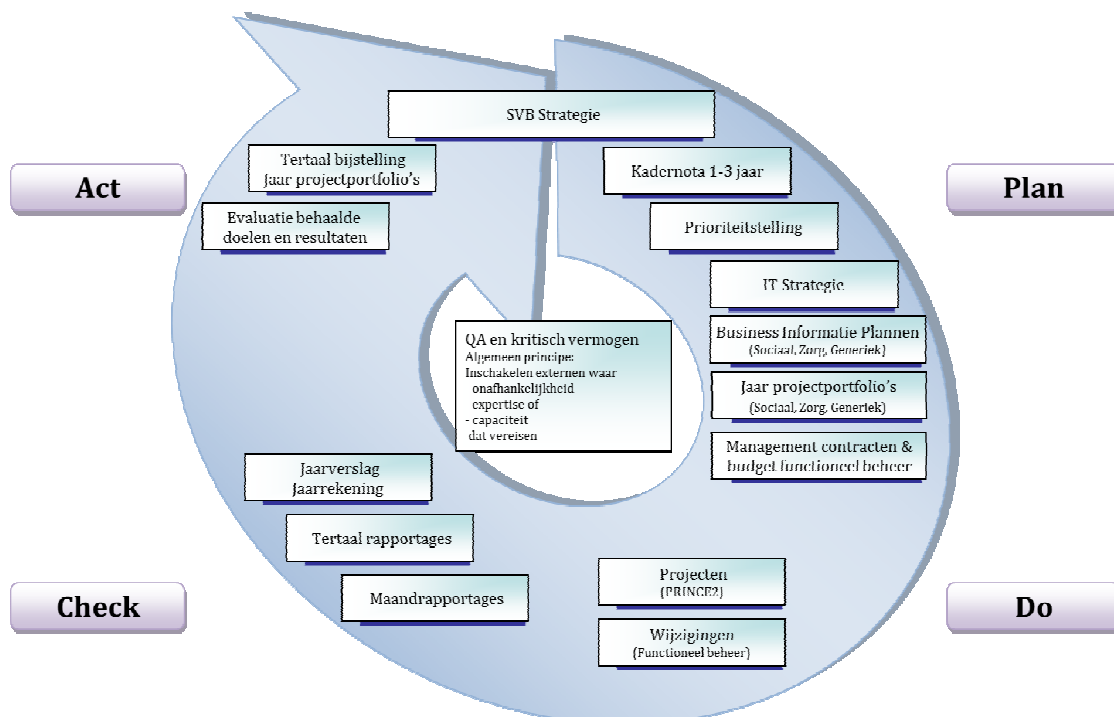 SVB Strategie
Tertaal bijstelling
Jaar projectportfolio's
Kadernota 1-3 jaar
Act
Plan
Evaluatie behaalde
doelen en resultaten
Prioriteitstelling
IT Strategie
QA en kritisch vermogen
Algemeen principe:
Inschakelen externen waar
onafhankelijkheid
expertise of
- capaciteit
dat vereisen
Business Informatie Plannen
(Sociaal, Zorg, Generiek)
Jaar projectportfolio's
(Sociaal, Zorg, Generiek)
Management contracten &
budget functioneel beheer
Jaarverslag
Jaarrekening
Tertaal rapportages
Maandrapportages
Projecten
(PRINCE2)
Wijzigingen
(Functioneel beheer)
Check
Do